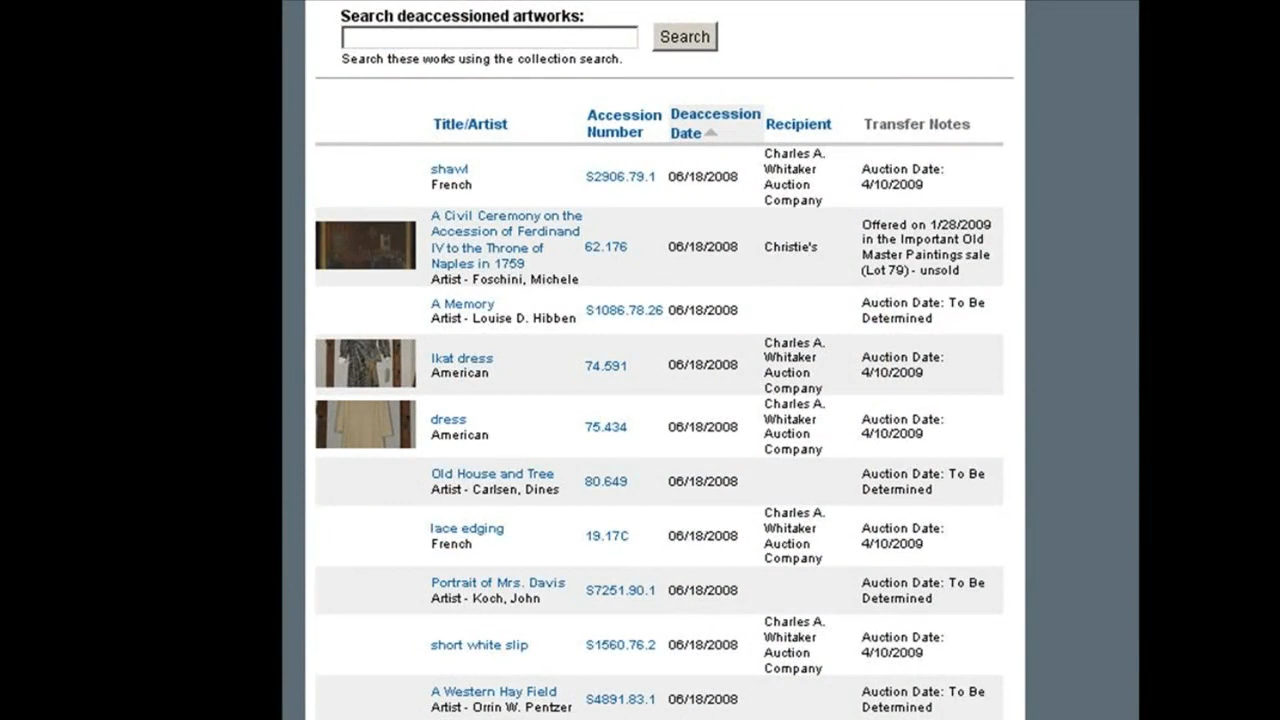 Search deaccessioned artworks:
Search
Search these works using the collection search.
Title/Artist
Accession
Number
Deaccession
Date
Recipient
Transfer Notes
shawl
French
S2906.79.1
06/18/2008
Charles A.
Whitaker
Auction
Company
Auction Date:
4/10/2009
A Civil Ceremony on the
Accession of Ferdinand
IV to the Throne of
Naples in 1759
Artist - Foschini, Michele
62.176
06/18/2008
Christie's
Offered on 1/28/2009
in the Important Old
Master Paintings sale
(Lot 79) - unsold
A Memory
Artist - Louise D. Hibben
S1086.78.26
06/18/2008
Auction Date: To Be
Determined
Ikat dress
American
74.591
06/18/2008
Charles A.
Whitaker
Auction
Company
Auction Date:
4/10/2009
dress
American
75.434
06/18/2008
Charles A.
Whitaker
Auction
Company
Auction Date:
4/10/2009
Old House and Tree
Artist - Carlsen, Dines
80.649
06/18/2008
Auction Date: To Be
Determined
lace edging
French
19.17C
06/18/2008
Charles A.
Whitaker
Auction
Company
Auction Date:
4/10/2009
Portrait of Mrs. Davis
Artist - Koch, John
S7251.90.1
06/18/2008
Auction Date: To Be
Determined
short white slip
S1560.76.2
06/18/2008
Charles A.
Whitaker
Auction
Company
Auction Date:
4/10/2009
A Western Hay Field
Artist - Orrin W. Pentzer
S4891.83.1
06/18/2008
Auction Date: To Be
Determined